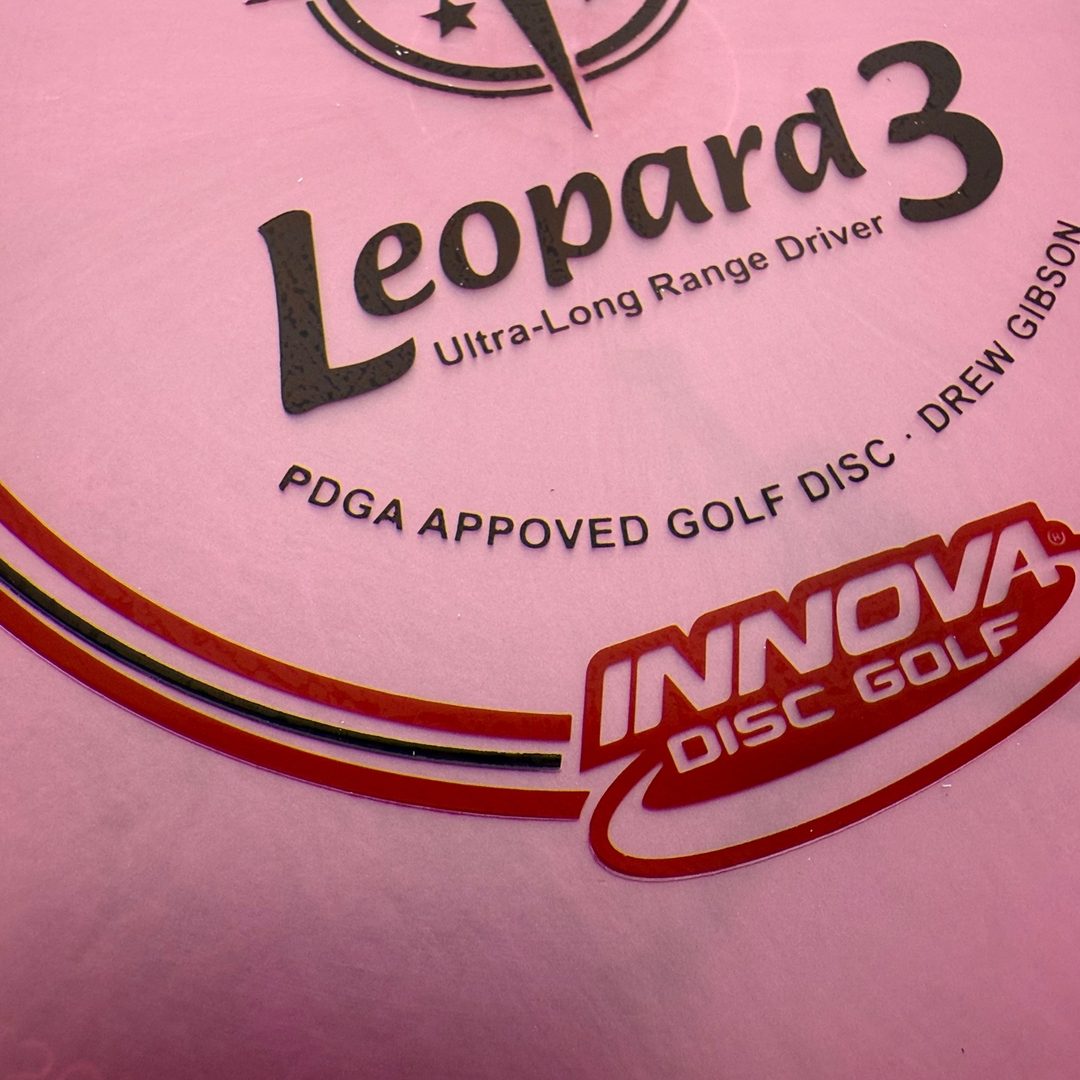 Leopard3
Ultra-Long Range Driver
PDGA APPOVED GOLF DISC · DREW GIBSON
INNOVA®
DISC GOLF